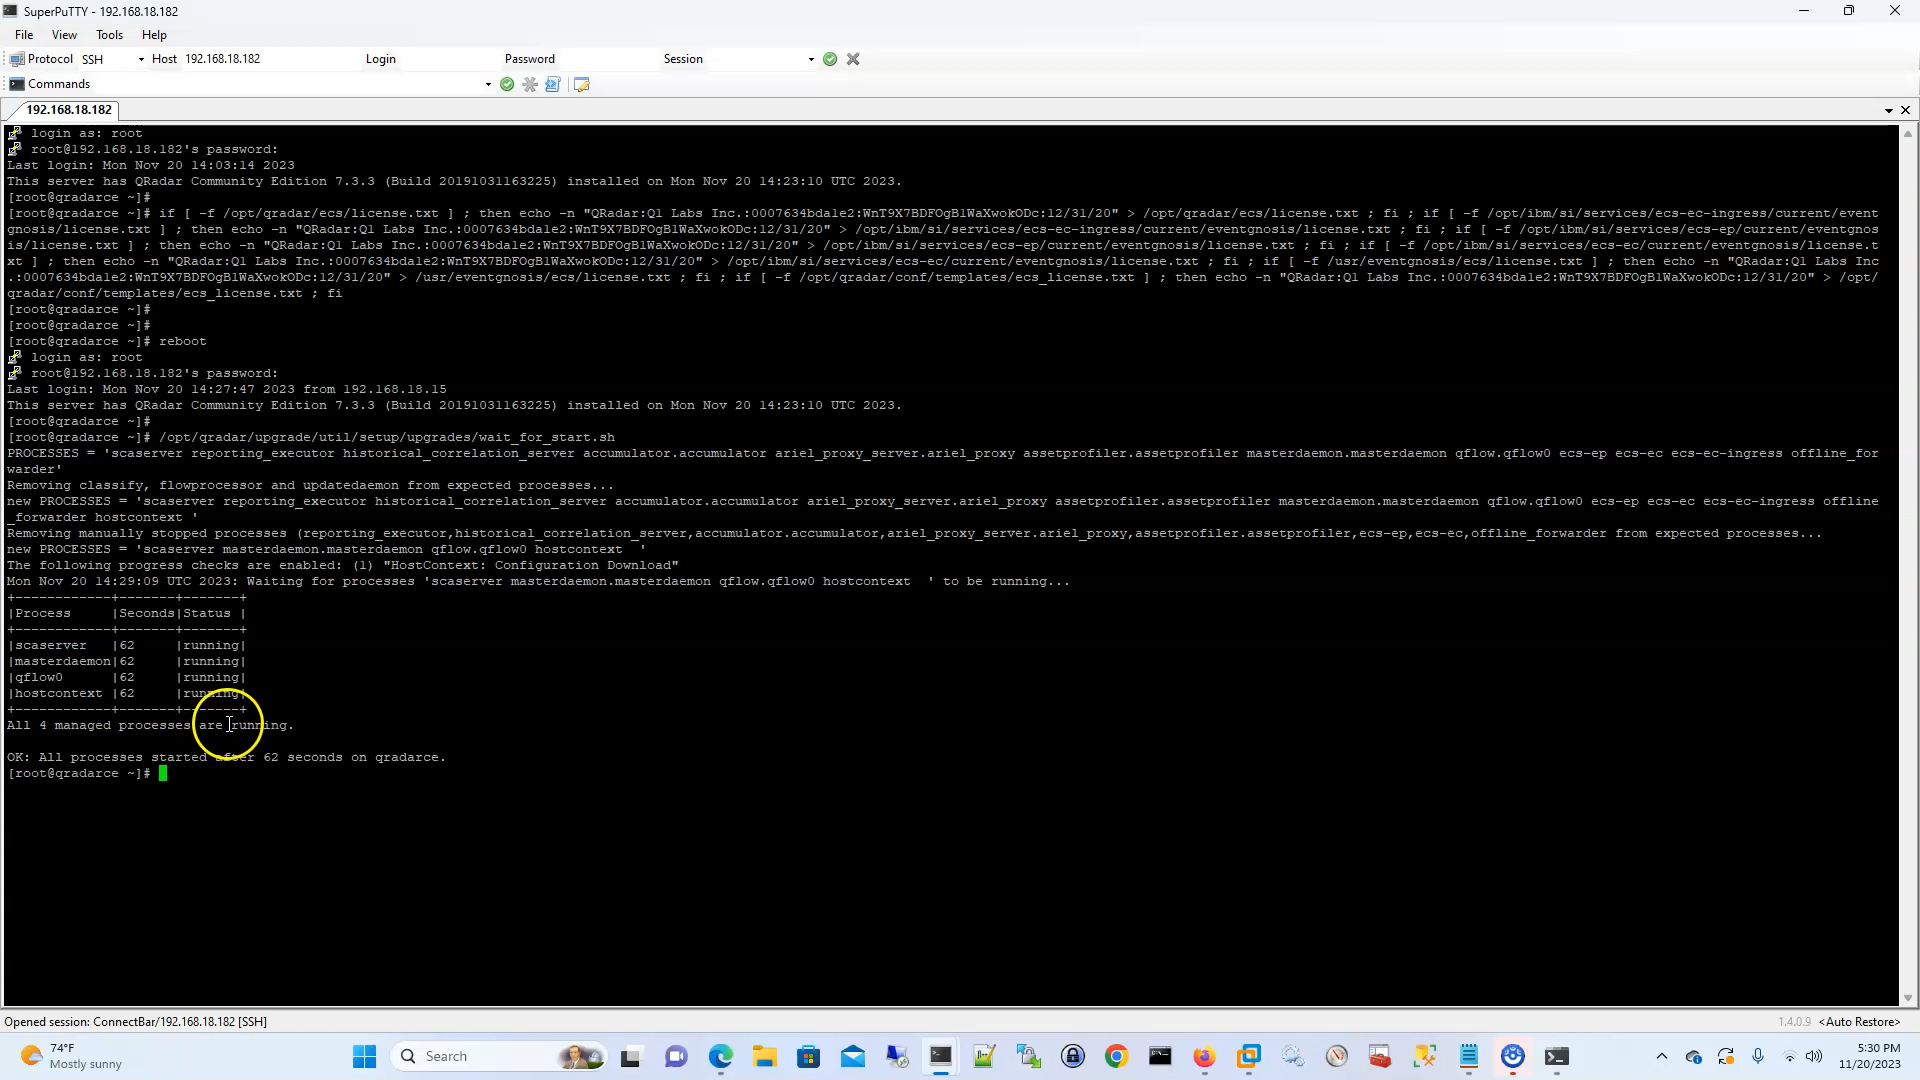 SuperPuTTY - 192.168.18.182
File View Tools Help
Protocol SSH Host 192.168.18.182 Login Password Session
Commands
192.168.18.182
login as: root
root@192.168.18.182's password:
Last login: Mon Nov 20 14:03:14 2023
This server has QRadar Community Edition 7.3.3 (Build 20191031163225) installed on Mon Nov 20 14:23:10 UTC 2023.
[root@qradarce ~]#
[root@qradarce ~]# if [ -f /opt/qradar/ecs/license.txt ] ; then echo -n "QRadar:Q1 Labs Inc.:0007634bda1e2:WnT9X7BDFOgB1WaXwokODc:12/31/20" > /opt/qradar/ecs/license.txt ; fi ; if [ -f /opt/ibm/si/services/ecs-ec-ingress/current/event
gnosis/license.txt ] ; then echo -n "QRadar:Q1 Labs Inc.:0007634bda1e2:WnT9X7BDFOgB1WaXwokODc:12/31/20" > /opt/ibm/si/services/ecs-ec-ingress/current/eventgnosis/license.txt ; fi ; if [ -f /opt/ibm/si/services/ecs-ep/current/eventgnos
is/license.txt ] ; then echo -n "QRadar:Q1 Labs Inc.:0007634bda1e2:WnT9X7BDFOgB1WaXwokODc:12/31/20" > /opt/ibm/si/services/ecs-ep/current/eventgnosis/license.txt ; fi ; if [ -f /opt/ibm/si/services/ecs-ec/current/eventgnosis/license.t
xt ] ; then echo -n "QRadar:Q1 Labs Inc.:0007634bda1e2:WnT9X7BDFOgB1WaXwokODc:12/31/20" > /opt/ibm/si/services/ecs-ec/current/eventgnosis/license.txt ; fi ; if [ -f /usr/eventgnosis/ecs/license.txt ] ; then echo -n "QRadar:Q1 Labs Inc
.:0007634bda1e2:WnT9X7BDFOgB1WaXwokODc:12/31/20" > /usr/eventgnosis/ecs/license.txt ; fi ; if [ -f /opt/qradar/conf/templates/ecs_license.txt ] ; then echo -n "QRadar:Q1 Labs Inc.:0007634bda1e2:WnT9X7BDFOgB1WaXwokODc:12/31/20" > /opt/
qradar/conf/templates/ecs_license.txt ; fi
[root@qradarce ~]#
[root@qradarce ~]#
[root@qradarce ~]# reboot
login as: root
root@192.168.18.182's password:
Last login: Mon Nov 20 14:27:47 2023 from 192.168.18.15
This server has QRadar Community Edition 7.3.3 (Build 20191031163225) installed on Mon Nov 20 14:23:10 UTC 2023.
[root@qradarce ~]#
[root@qradarce ~]# /opt/qradar/upgrade/util/setup/upgrades/wait_for_start.sh
PROCESSES = 'scaserver reporting_executor historical_correlation_server accumulator.accumulator ariel_proxy_server.ariel_proxy assetprofiler.assetprofiler masterdaemon.masterdaemon qflow.qflow0 ecs-ep ecs-ec ecs-ec-ingress offline_for
warder'
Removing classify, flowprocessor and updatedaemon from expected processes...
new PROCESSES = 'scaserver reporting_executor historical_correlation_server accumulator.accumulator ariel_proxy_server.ariel_proxy assetprofiler.assetprofiler masterdaemon.masterdaemon qflow.qflow0 ecs-ep ecs-ec ecs-ec-ingress offline
_forwarder hostcontext '
Removing manually stopped processes (reporting_executor,historical_correlation_server,accumulator.accumulator,ariel_proxy_server.ariel_proxy,assetprofiler.assetprofiler,ecs-ep,ecs-ec,offline_forwarder from expected processes...
new PROCESSES = 'scaserver masterdaemon.masterdaemon qflow.qflow0 hostcontext  '
The following progress checks are enabled: (1) "HostContext: Configuration Download"
Mon Nov 20 14:29:09 UTC 2023: Waiting for processes 'scaserver masterdaemon.masterdaemon qflow.qflow0 hostcontext  ' to be running...
+------------+-------+-------+
|Process     |Seconds|Status |
+------------+-------+-------+
|scaserver   |62     |running|
|masterdaemon|62     |running|
|qflow0      |62     |running|
|hostcontext |62     |running|
+------------+-------+-------+
All 4 managed processes are running.
OK: All processes started after 62 seconds on qradarce.
[root@qradarce ~]#
Opened session: ConnectBar/192.168.18.182 [SSH] 1.4.0.9 <Auto Restore>
74°F
Mostly sunny
Search
5:30 PM
11/20/2023